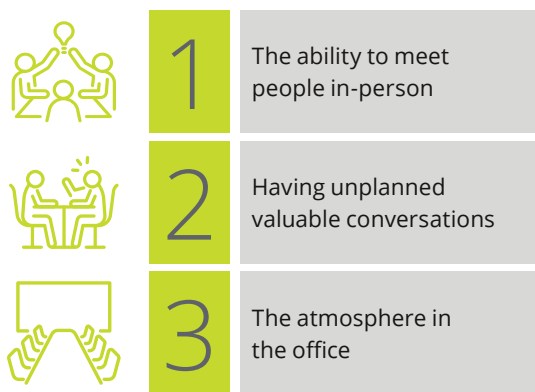 1
The ability to meet
people in-person
2
Having unplanned
valuable conversations
3
The atmosphere in
the office